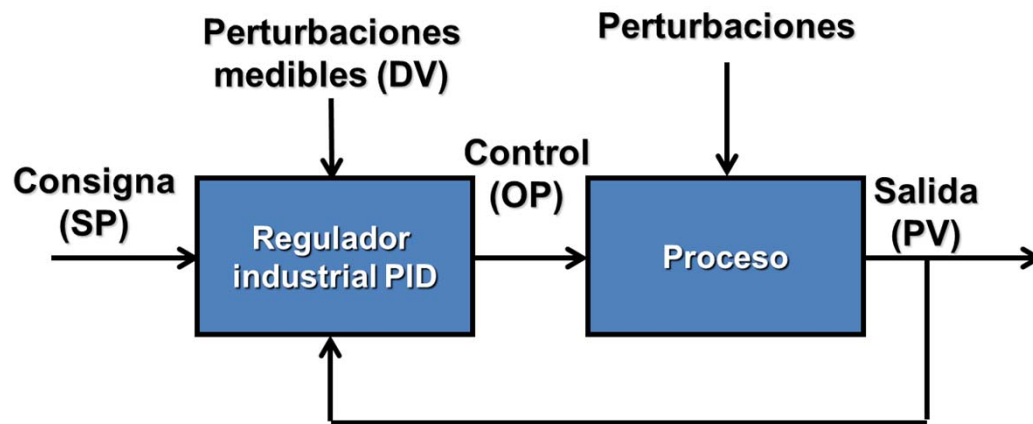 Perturbaciones
medibles (DV)
Perturbaciones
Consigna
(SP)
Regulador
industrial PID
Control
(OP)
Proceso
Salida
(PV)